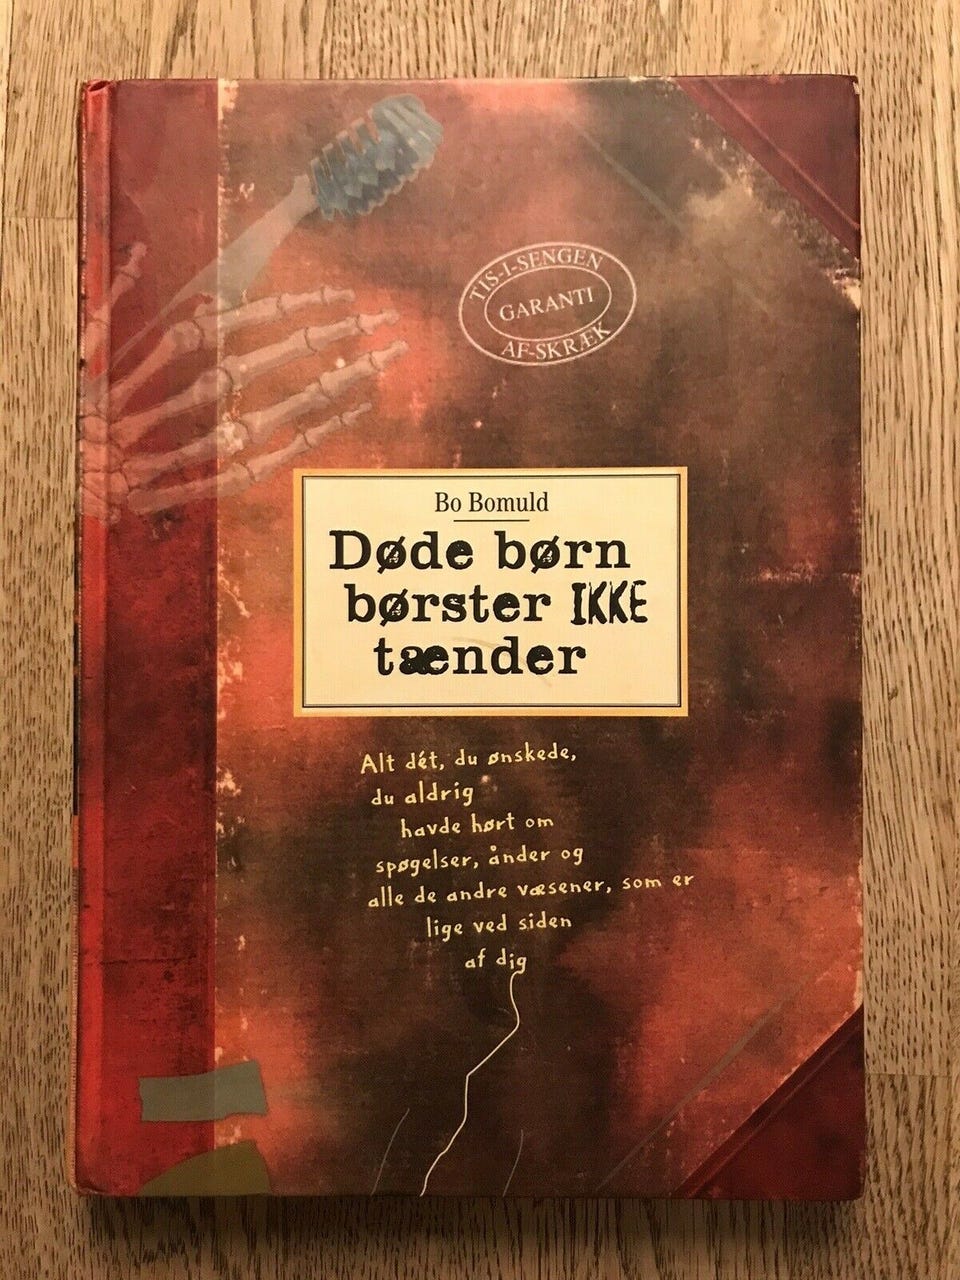 TIS-I-SENGEN
GARANTI
AF-SKRÆK
Bo Bomuld
Døde børn
børster IKKE
tænder
Alt dét, du ønskede,
du aldrig
havde hørt om
spøgelser, ånder og
alle de andre væsener, som er
lige ved siden
af dig